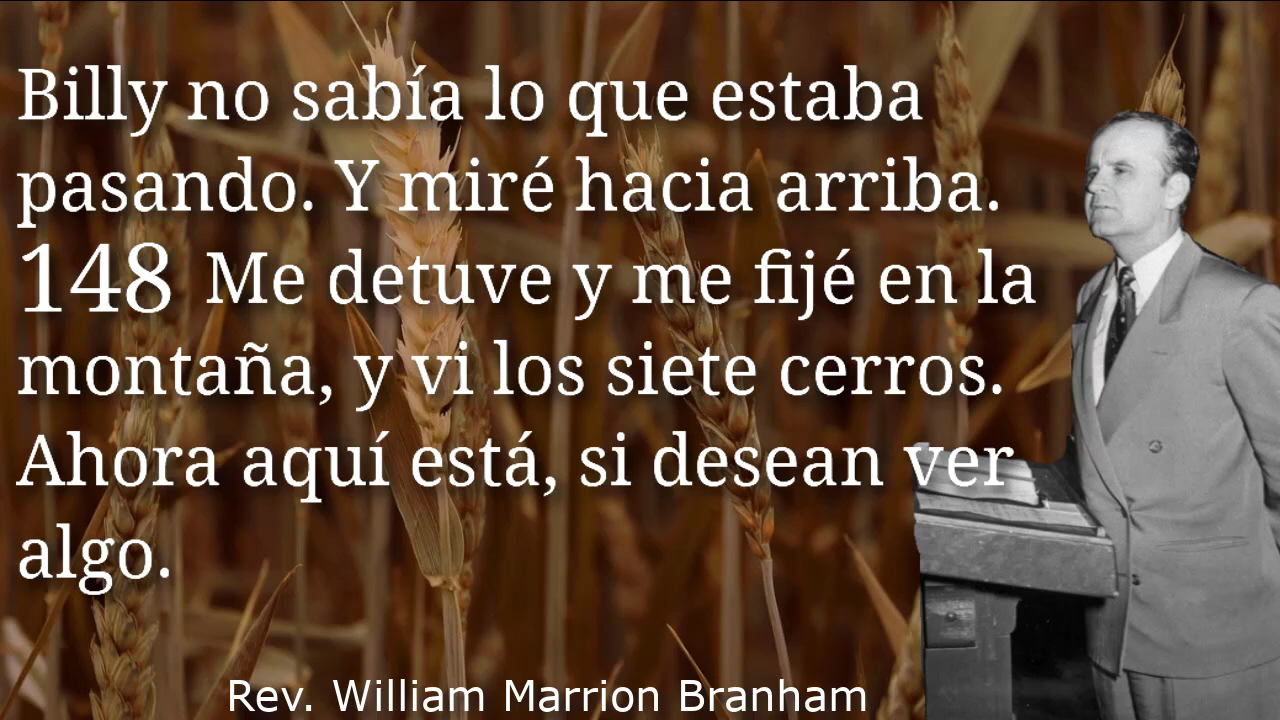 Billy no sabía lo que estaba
pasando. Y miré hacia arriba.
148 Me detuve y me fijé en la
montaña, y vi los siete cerros.
Ahora aquí está, si desean ver
algo.
Rev. William Marrion Branham